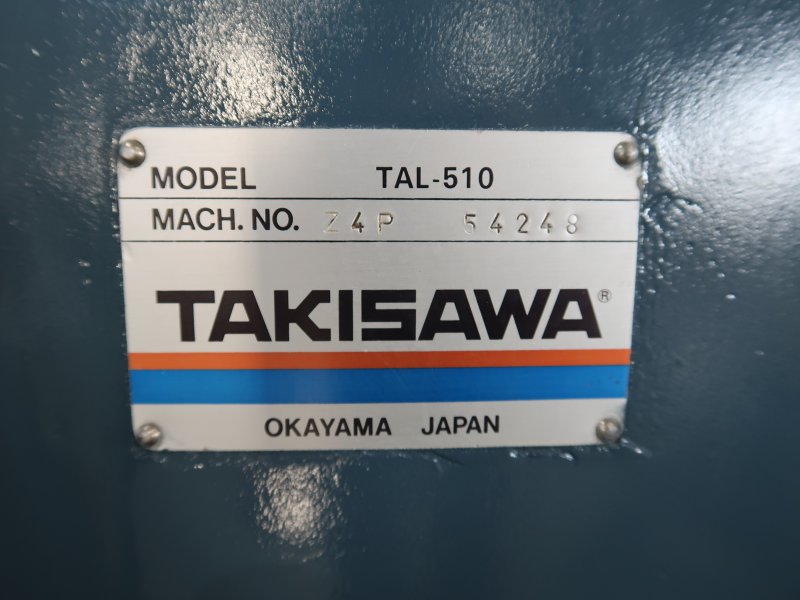 MODEL TAL-510
MACH. NO. Z4P 54248
TAKISAWA®
OKAYAMA JAPAN